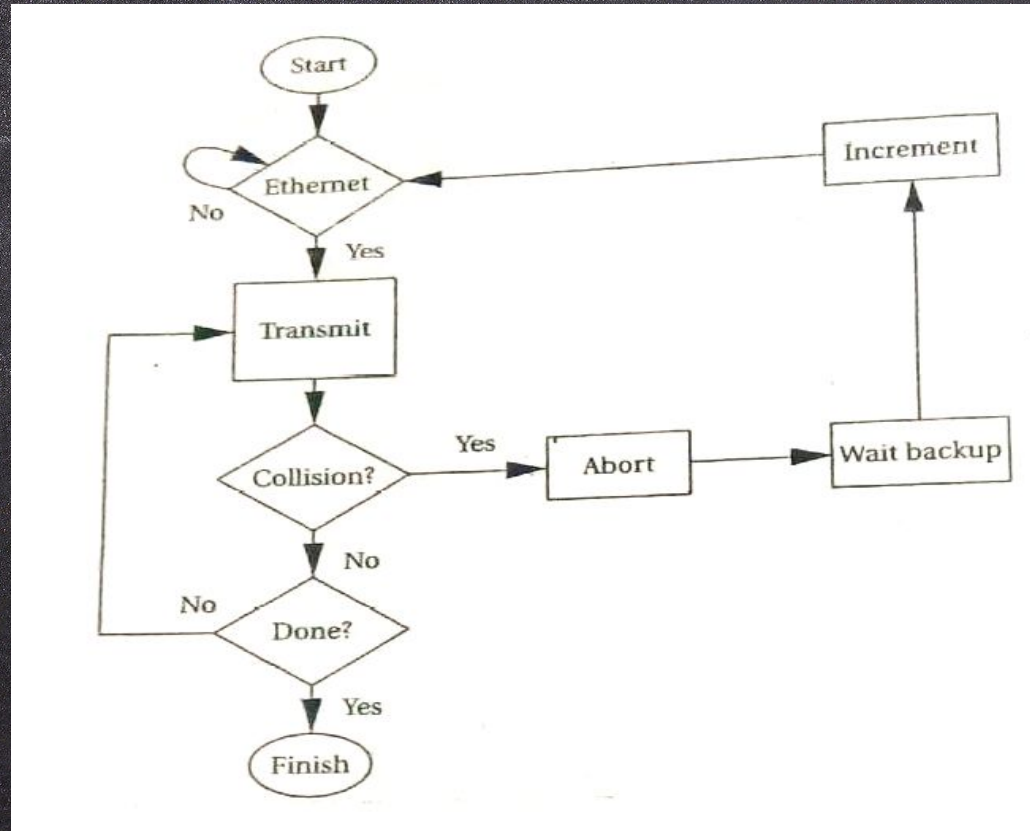 Start
Ethernet
No
Yes
Transmit
Collision?
Yes
Abort
Wait backup
Increment
No
Done?
No
Yes
Finish